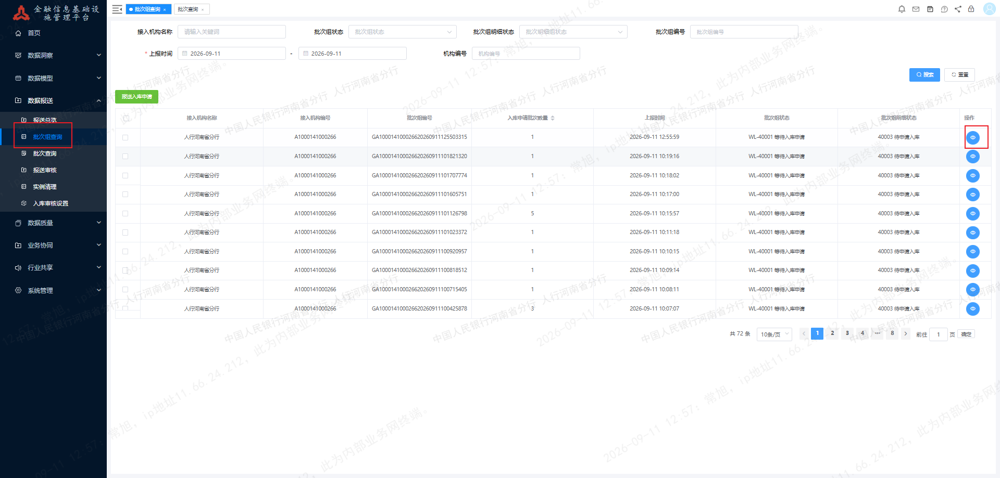 金融信息基础设
施管理平台
首页
数据洞察
数据模型
数据报送
报送总览
批次组查询
批次查询
报送审核
实例清理
入库审核设置
数据质量
业务协同
行业共享
系统管理
批次组查询 ×
批次查询 ×
接入机构名称 请输入关键词 批次组状态 批次组状态 批次组明细状态 批次明细组状态 批次组编号 批次组编号
* 上报时间 2026-09-11 - 2026-09-11 机构编号 机构编号
搜索 重置
报送入库申请
接入机构名称 接入机构编号 批次组编号 入库申请批次数量 上报时间 批次组状态 批次组明细状态 操作
人行河南省分行 A1000141000266 GA100014100026620260911125503315 1 2026-09-11 12:55:59 WL-40001 等待入库申请 40003 待申请入库
人行河南省分行 A1000141000266 GA100014100026620260911101821320 1 2026-09-11 10:19:16 WL-40001 等待入库申请 40003 待申请入库
人行河南省分行 A1000141000266 GA100014100026620260911101707774 1 2026-09-11 10:18:02 WL-40001 等待入库申请 40003 待申请入库
人行河南省分行 A1000141000266 GA100014100026620260911101605751 1 2026-09-11 10:17:00 WL-40001 等待入库申请 40003 待申请入库
人行河南省分行 A1000141000266 GA100014100026620260911101126798 5 2026-09-11 10:15:57 WL-40001 等待入库申请 40003 待申请入库
人行河南省分行 A1000141000266 GA100014100026620260911101023372 1 2026-09-11 10:11:18 WL-40001 等待入库申请 40003 待申请入库
人行河南省分行 A1000141000266 GA100014100026620260911100920957 1 2026-09-11 10:10:15 WL-40001 等待入库申请 40003 待申请入库
人行河南省分行 A1000141000266 GA100014100026620260911100818512 1 2026-09-11 10:09:14 WL-40001 等待入库申请 40003 待申请入库
人行河南省分行 A1000141000266 GA100014100026620260911100715405 1 2026-09-11 10:08:11 WL-40001 等待入库申请 40003 待申请入库
人行河南省分行 A1000141000266 GA100014100026620260911100425878 3 2026-09-11 10:07:07 WL-40001 等待入库申请 40003 待申请入库
共 72 条 10条/页 1 2 3 4 ··· 8 前往 1 页 确定
中国人民银行河南省分行 人行河南省分行
2026-09-11 12:57: 常旭，ip地址11.66.24.212，此为内部业务网终端。